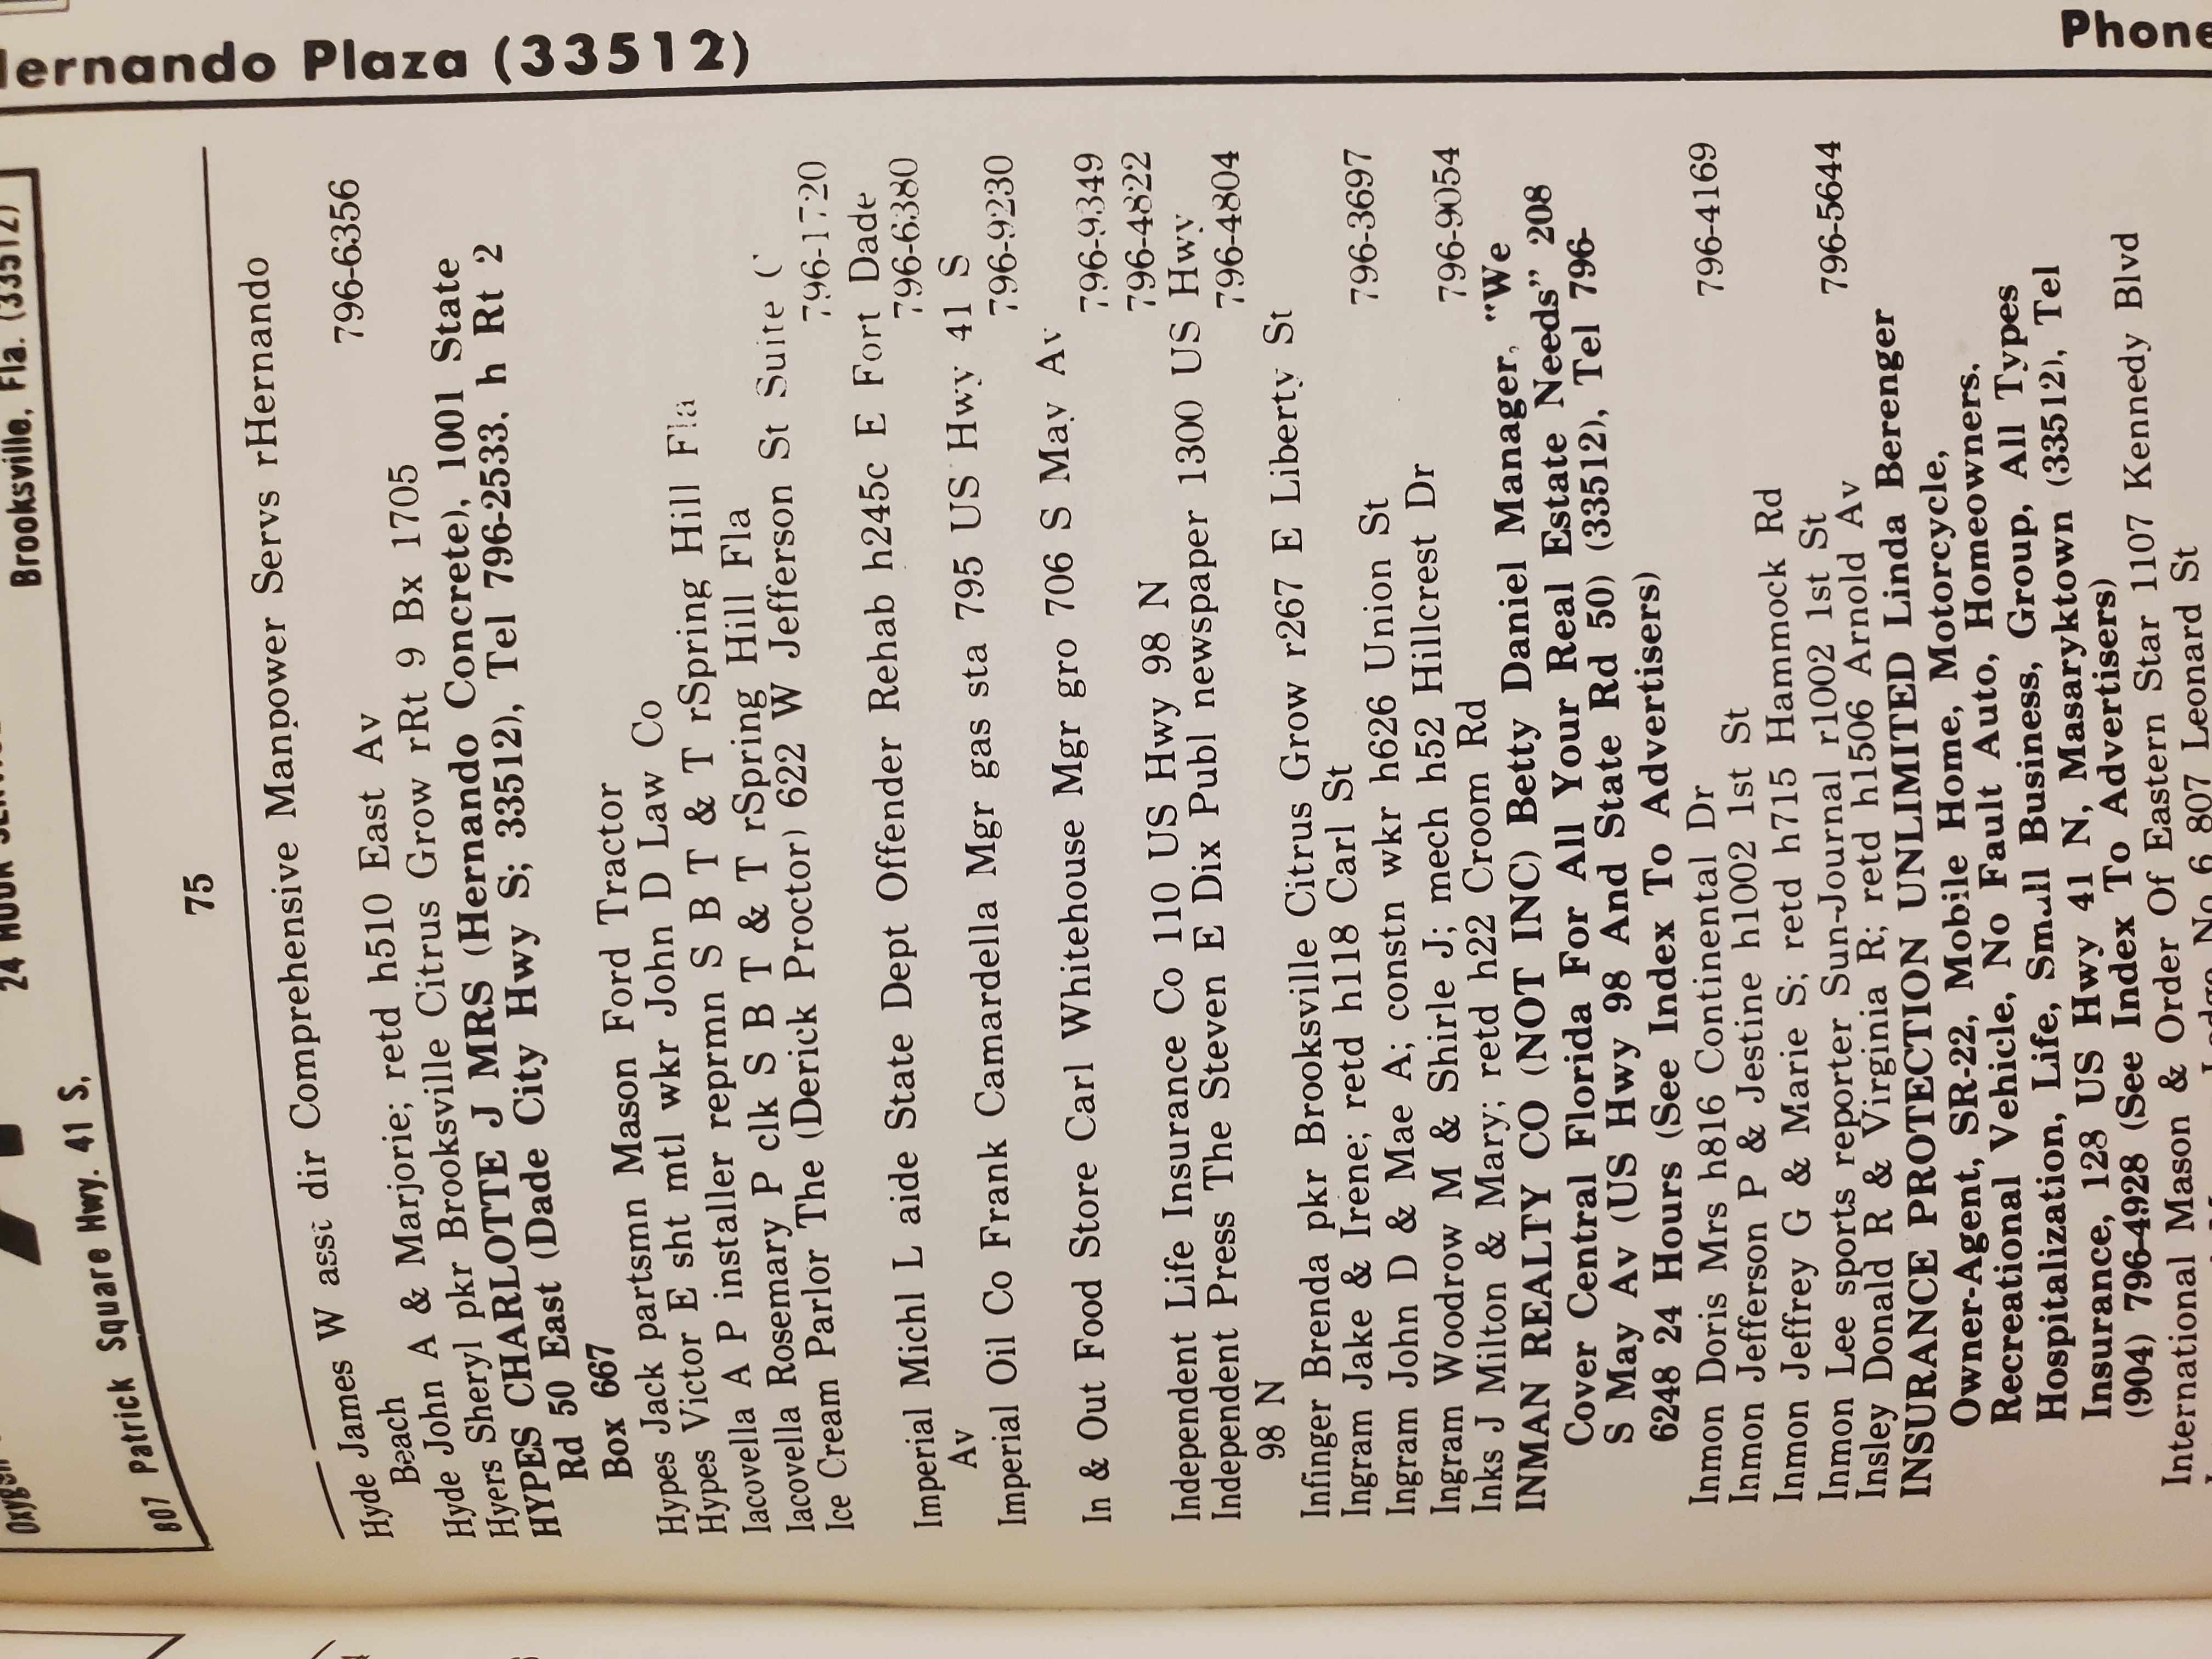 Brooksville, Fla. (33512)
24 HOUR
807 Patrick Square Hwy. 41 S.
ernando Plaza (33512)
Phone
75
Hyde James W asst dir Comprehensive Manpower Servs rHernando
Beach 796-6356
Hyde John A & Marjorie; retd h510 East Av
Hyers Sheryl pkr Brooksville Citrus Grow rRt 9 Bx 1705
HYPES CHARLOTTE J MRS (Hernando Concrete), 1001 State
Rd 50 East (Dade City Hwy S; 33512), Tel 796-2533, h Rt 2
Box 667
Hypes Jack partsmn Mason Ford Tractor
Hypes Victor E sht mtl wkr John D Law Co
Iacovella A P installer reprmn S B T & T rSpring Hill Fla
Iacovella Rosemary P clk S B T & T rSpring Hill Fla
Ice Cream Parlor The (Derick Proctor) 622 W Jefferson St Suite
796-1720
Imperial Michl L aide State Dept Offender Rehab h245c E Fort Dade
Av 796-6380
Imperial Oil Co Frank Camardella Mgr gas sta 795 US Hwy 41 S
796-9230
In & Out Food Store Carl Whitehouse Mgr gro 706 S May Av
796-9349
Independent Life Insurance Co 110 US Hwy 98 N 796-4822
Independent Press The Steven E Dix Publ newspaper 1300 US Hwy
98 N 796-4804
Infinger Brenda pkr Brooksville Citrus Grow r267 E Liberty St
Ingram Jake & Irene; retd h118 Carl St
Ingram John D & Mae A; constn wkr h626 Union St 796-3697
Ingram Woodrow M & Shirle J; mech h52 Hillcrest Dr
Inks J Milton & Mary; retd h22 Croom Rd 796-9054
INMAN REALTY CO (NOT INC) Betty Daniel Manager, "We
Cover Central Florida For All Your Real Estate Needs" 208
S May Av (US Hwy 98 And State Rd 50) (33512), Tel 796-
6248 24 Hours (See Index To Advertisers)
Inmon Doris Mrs h816 Continental Dr 796-4169
Inmon Jefferson P & Jestine h1002 1st St
Inmon Jeffrey G & Marie S; retd h715 Hammock Rd
Inmon Lee sports reporter Sun-Journal r1002 1st St
Insley Donald R & Virginia R; retd h1506 Arnold Av 796-5644
INSURANCE PROTECTION UNLIMITED Linda Berenger
Owner-Agent, SR-22, Mobile Home, Motorcycle,
Recreational Vehicle, No Fault Auto, Homeowners,
Hospitalization, Life, Small Business, Group, All Types
Insurance, 128 US Hwy 41 N, Masaryktown (33512), Tel
(904) 796-4928 (See Index To Advertisers)
International Mason & Order Of Eastern Star 1107 Kennedy Blvd
No 6 807 Leonard St